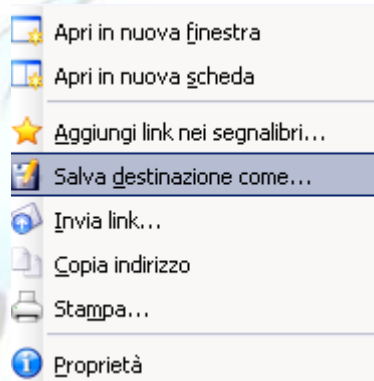 Apri in nuova finestra
Apri in nuova scheda
Aggiungi link nei segnalibri...
Salva destinazione come...
Invia link...
Copia indirizzo
Stampa...
Proprietà